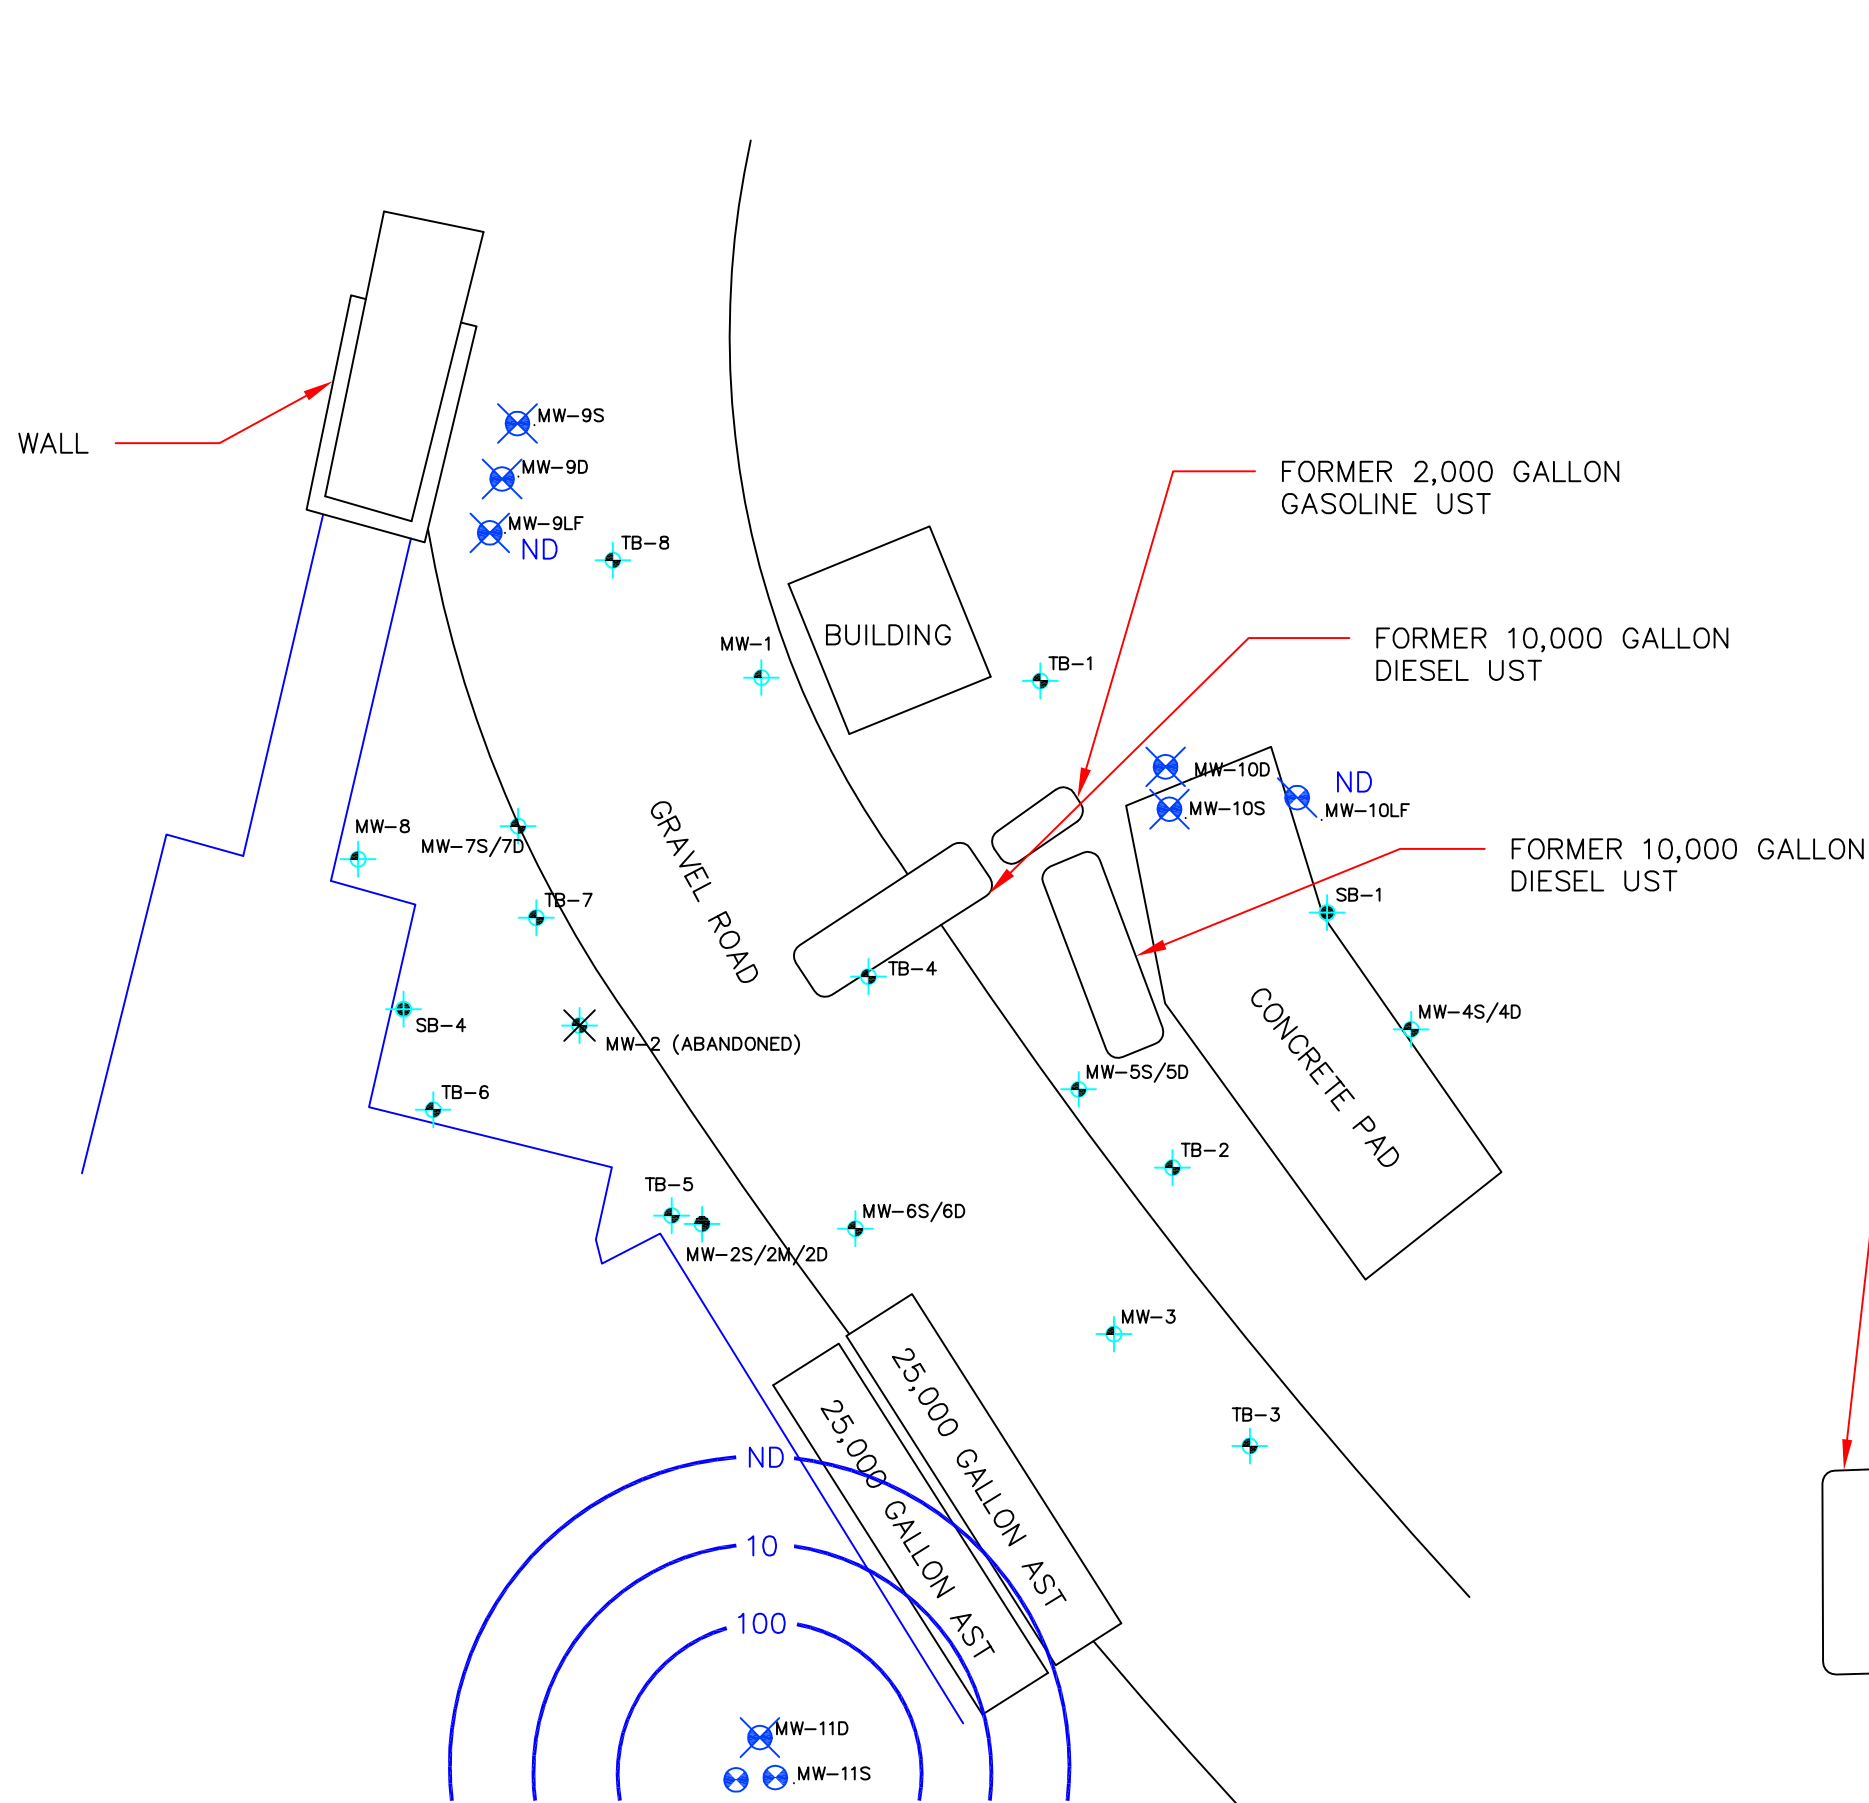 MW-9S
WALL
MW-9D
FORMER 2,000 GALLON
GASOLINE UST
MW-9LF
ND
TB-8
BUILDING
MW-1
FORMER 10,000 GALLON
DIESEL UST
TB-1
MW-10D
ND
MW-10S
MW-10LF
MW-8
MW-7S/7D
GRAVEL ROAD
FORMER 10,000 GALLON
DIESEL UST
TB-7
SB-1
TB-4
SB-4
MW-2 (ABANDONED)
CONCRETE PAD
MW-4S/4D
MW-5S/5D
TB-6
TB-2
TB-5
MW-6S/6D
MW-2S/2M/2D
MW-3
25,000 GALLON AST
25,000 GALLON AST
TB-3
ND
10
100
MW-11D
MW-11S